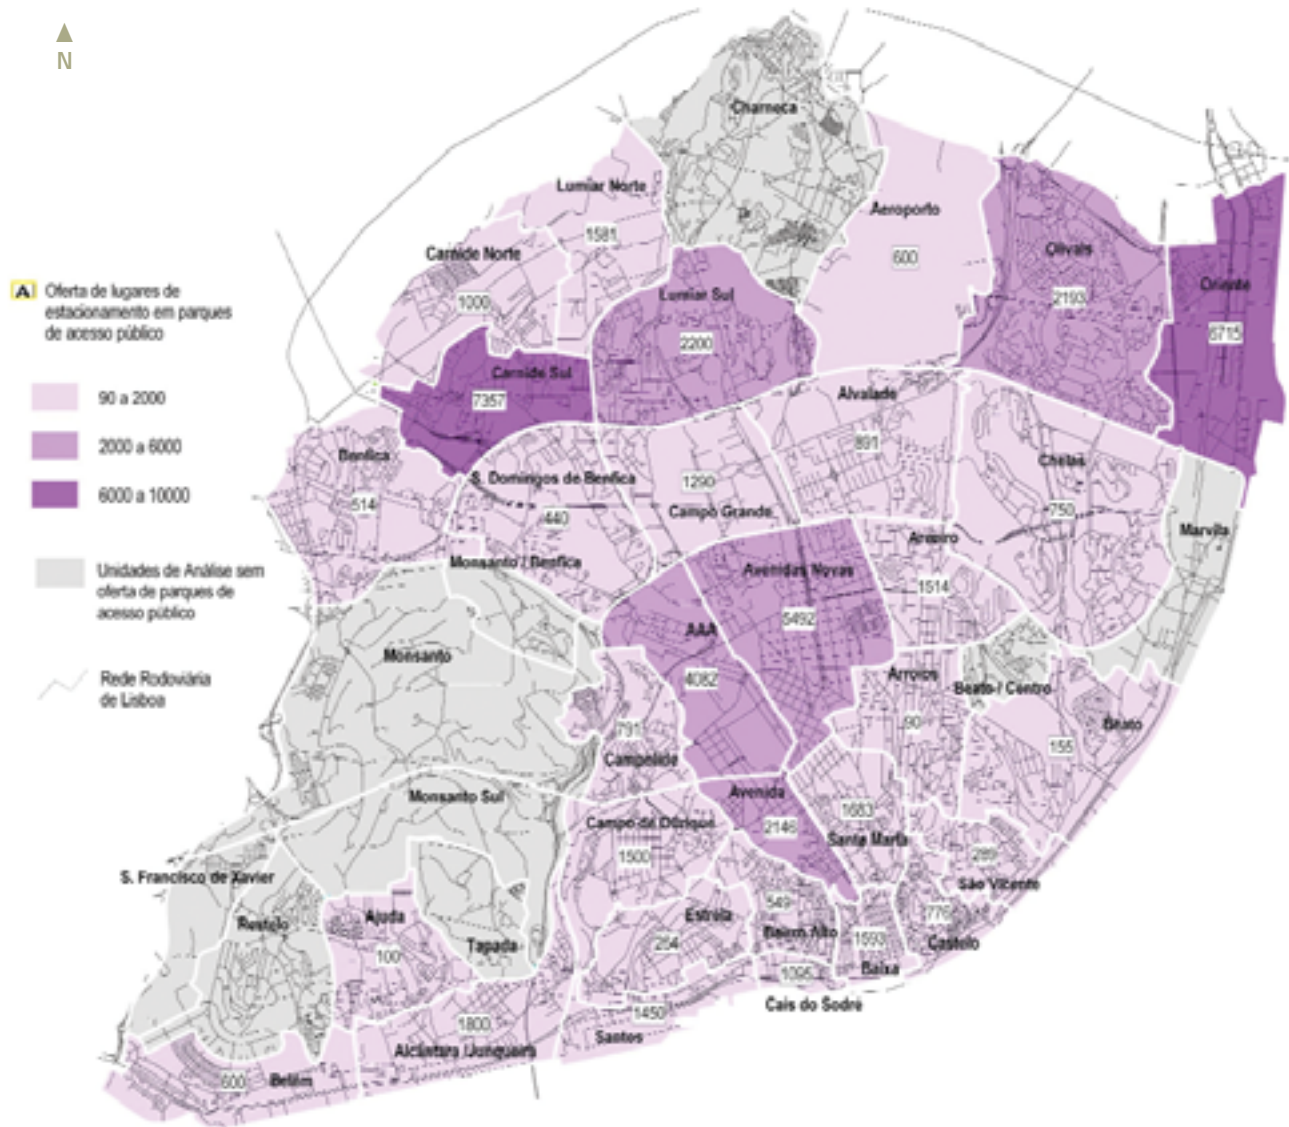 N
A Oferta de lugares de
estacionamento em parques
de acesso público
90 a 2000
2000 a 6000
6000 a 10000
Unidades de Análise sem
oferta de parques de
acesso público
Rede Rodoviária
de Lisboa
Charneca
Lumiar Norte
1581
Aeroporto
600
Carnide Norte
1000
Olivais
2193
Oriente
6715
Lumiar Sul
2200
Carnide Sul
7357
Alvalade
891
Benfica
514
S. Domingos de Benfica
440
1290
Campo Grande
Chelas
750
Marvila
Areeiro
1514
Monsanto / Benfica
Avenidas Novas
5492
AAA
4082
Monsanto
Arroios
90
Beato / Centro
Beato
155
791
Campolide
Monsanto Sul
Avenida
2146
1683
Santa Marta
Campo de Ourique
1500
289
São Vicente
S. Francisco de Xavier
Restelo
Ajuda
100
Tapada
Estrela
254
549
Bairro Alto
1593
Baixa
776
Castelo
1095
Cais do Sodré
1450
Santos
1800
Alcântara /Junqueira
600
Belém